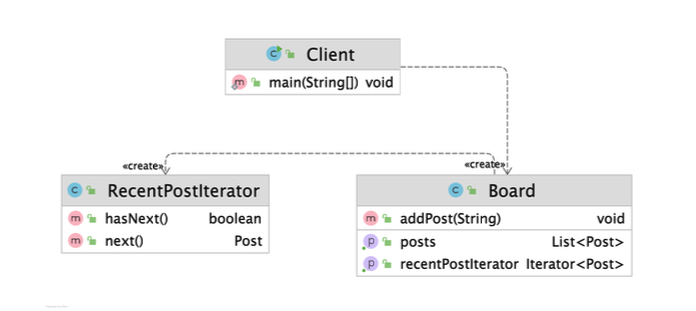 Client
main(String[]) void
«create»
«create»
RecentPostIterator
hasNext() boolean
next() Post
Board
addPost(String) void
posts List<Post>
recentPostIterator Iterator<Post>